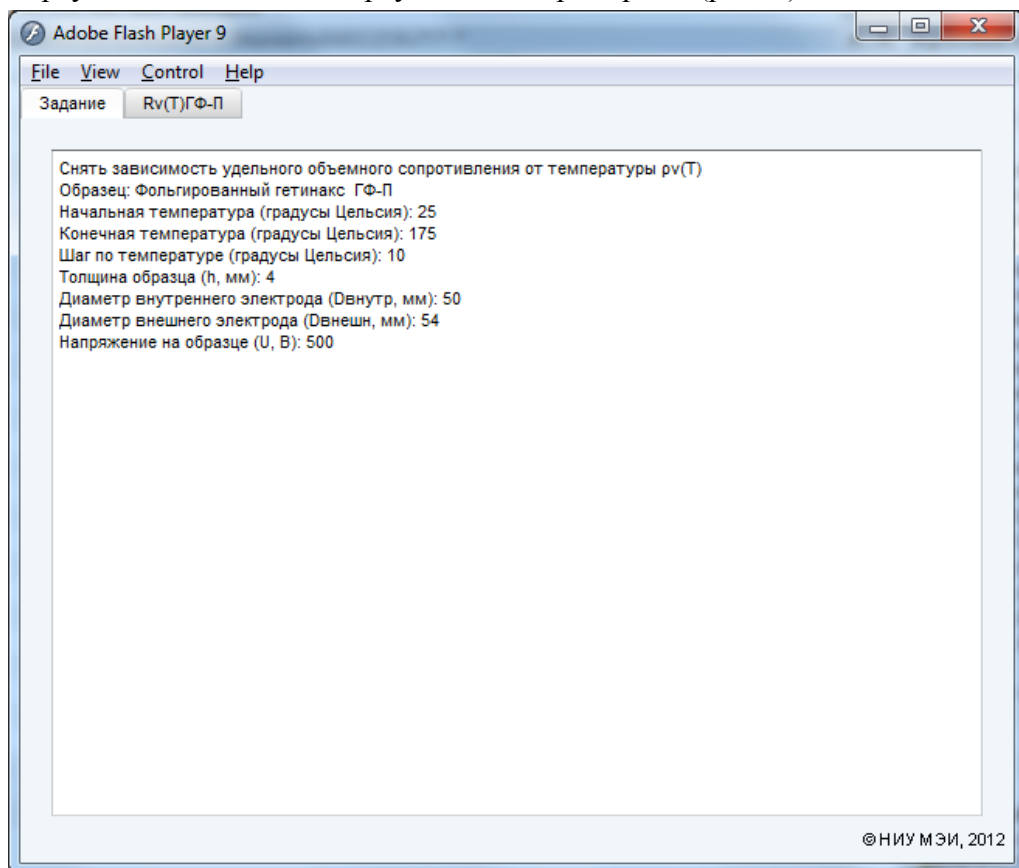 Adobe Flash Player 9
File View Control Help
Задание Rv(T)ГФ-П
Снять зависимость удельного объемного сопротивления от температуры ρv(T)
Образец: Фольгированный гетинакс ГФ-П
Начальная температура (градусы Цельсия): 25
Конечная температура (градусы Цельсия): 175
Шаг по температуре (градусы Цельсия): 10
Толщина образца (h, мм): 4
Диаметр внутреннего электрода (Dвнутр, мм): 50
Диаметр внешнего электрода (Dвнешн, мм): 54
Напряжение на образце (U, В): 500
© НИУ МЭИ, 2012